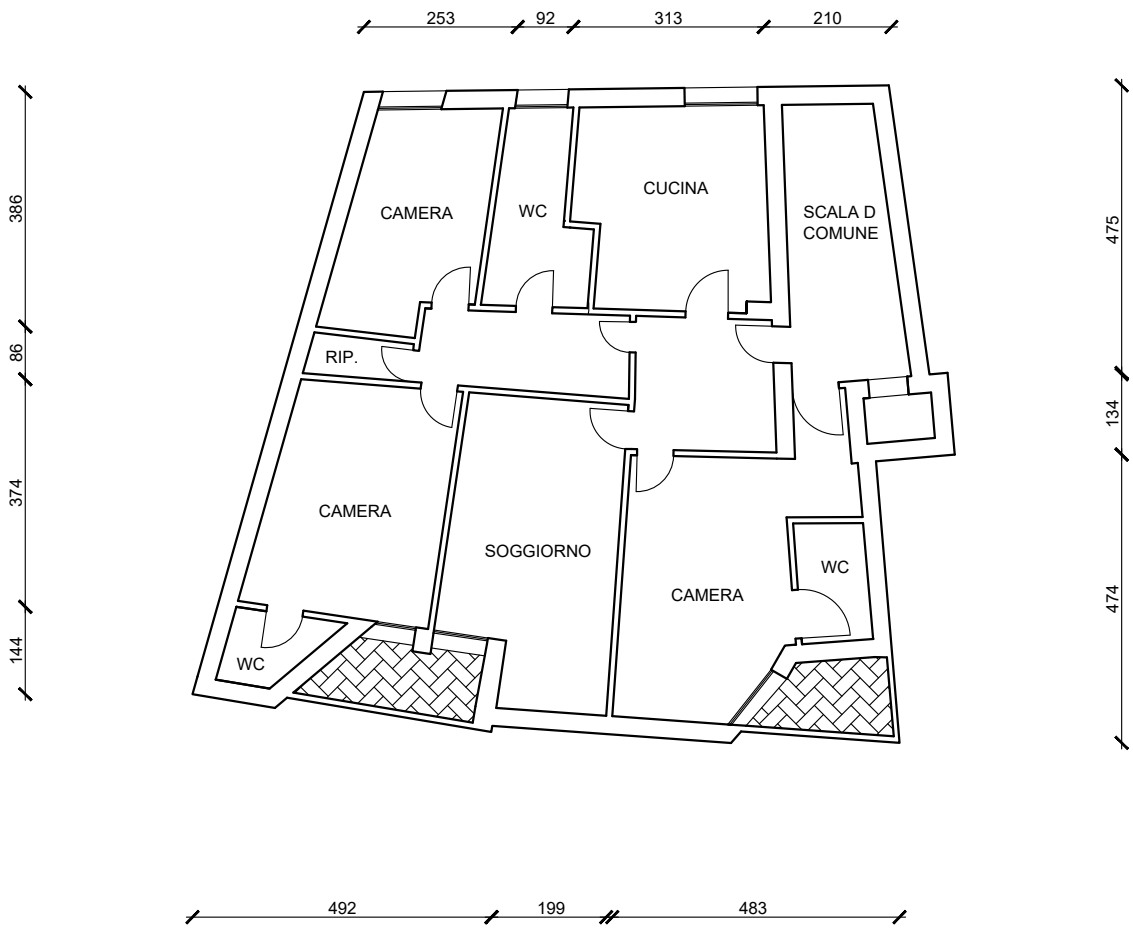 253
92
313
210
386
86
374
144
475
134
474
CAMERA
WC
CUCINA
SCALA D
COMUNE
RIP.
CAMERA
SOGGIORNO
CAMERA
WC
WC
492
199
483